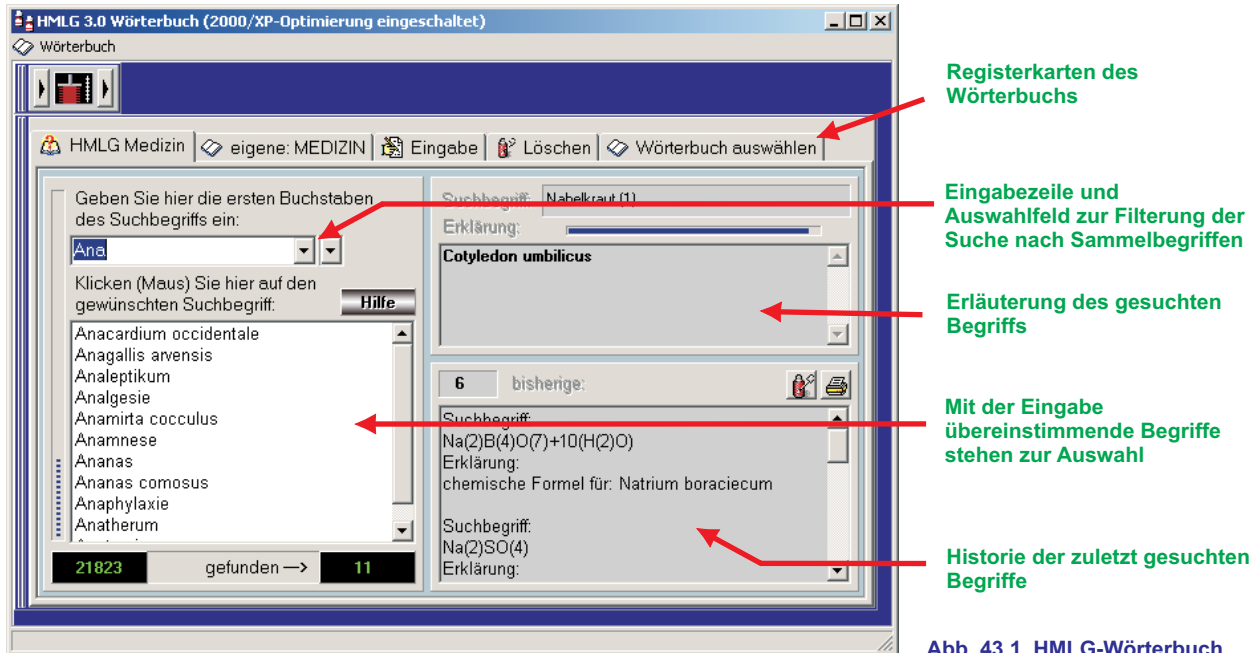 HMLG 3.0 Wörterbuch (2000/XP-Optimierung eingeschaltet)
Wörterbuch
HMLG Medizin
eigene: MEDIZIN
Eingabe
Löschen
Wörterbuch auswählen
Geben Sie hier die ersten Buchstaben
des Suchbegriffs ein:
Ana
Klicken (Maus) Sie hier auf den
gewünschten Suchbegriff:
Hilfe
Anacardium occidentale
Anagallis arvensis
Analeptikum
Analgesie
Anamirta cocculus
Anamnese
Ananas
Ananas comosus
Anaphylaxie
Anatherum
21823
gefunden —>
11
Suchbegriff:
Nabelkraut (1)
Erklärung:
Cotyledon umbilicus
6
bisherige:
Suchbegriff:
Na(2)B(4)O(7)+10(H(2)O)
Erklärung:
chemische Formel für: Natrium boraciecum
Suchbegriff:
Na(2)SO(4)
Erklärung:
Registerkarten des
Wörterbuchs
Eingabezeile und
Auswahlfeld zur Filterung der
Suche nach Sammelbegriffen
Erläuterung des gesuchten
Begriffs
Mit der Eingabe
übereinstimmende Begriffe
stehen zur Auswahl
Historie der zuletzt gesuchten
Begriffe
Abb. 43.1 HMLG-Wörterbuch